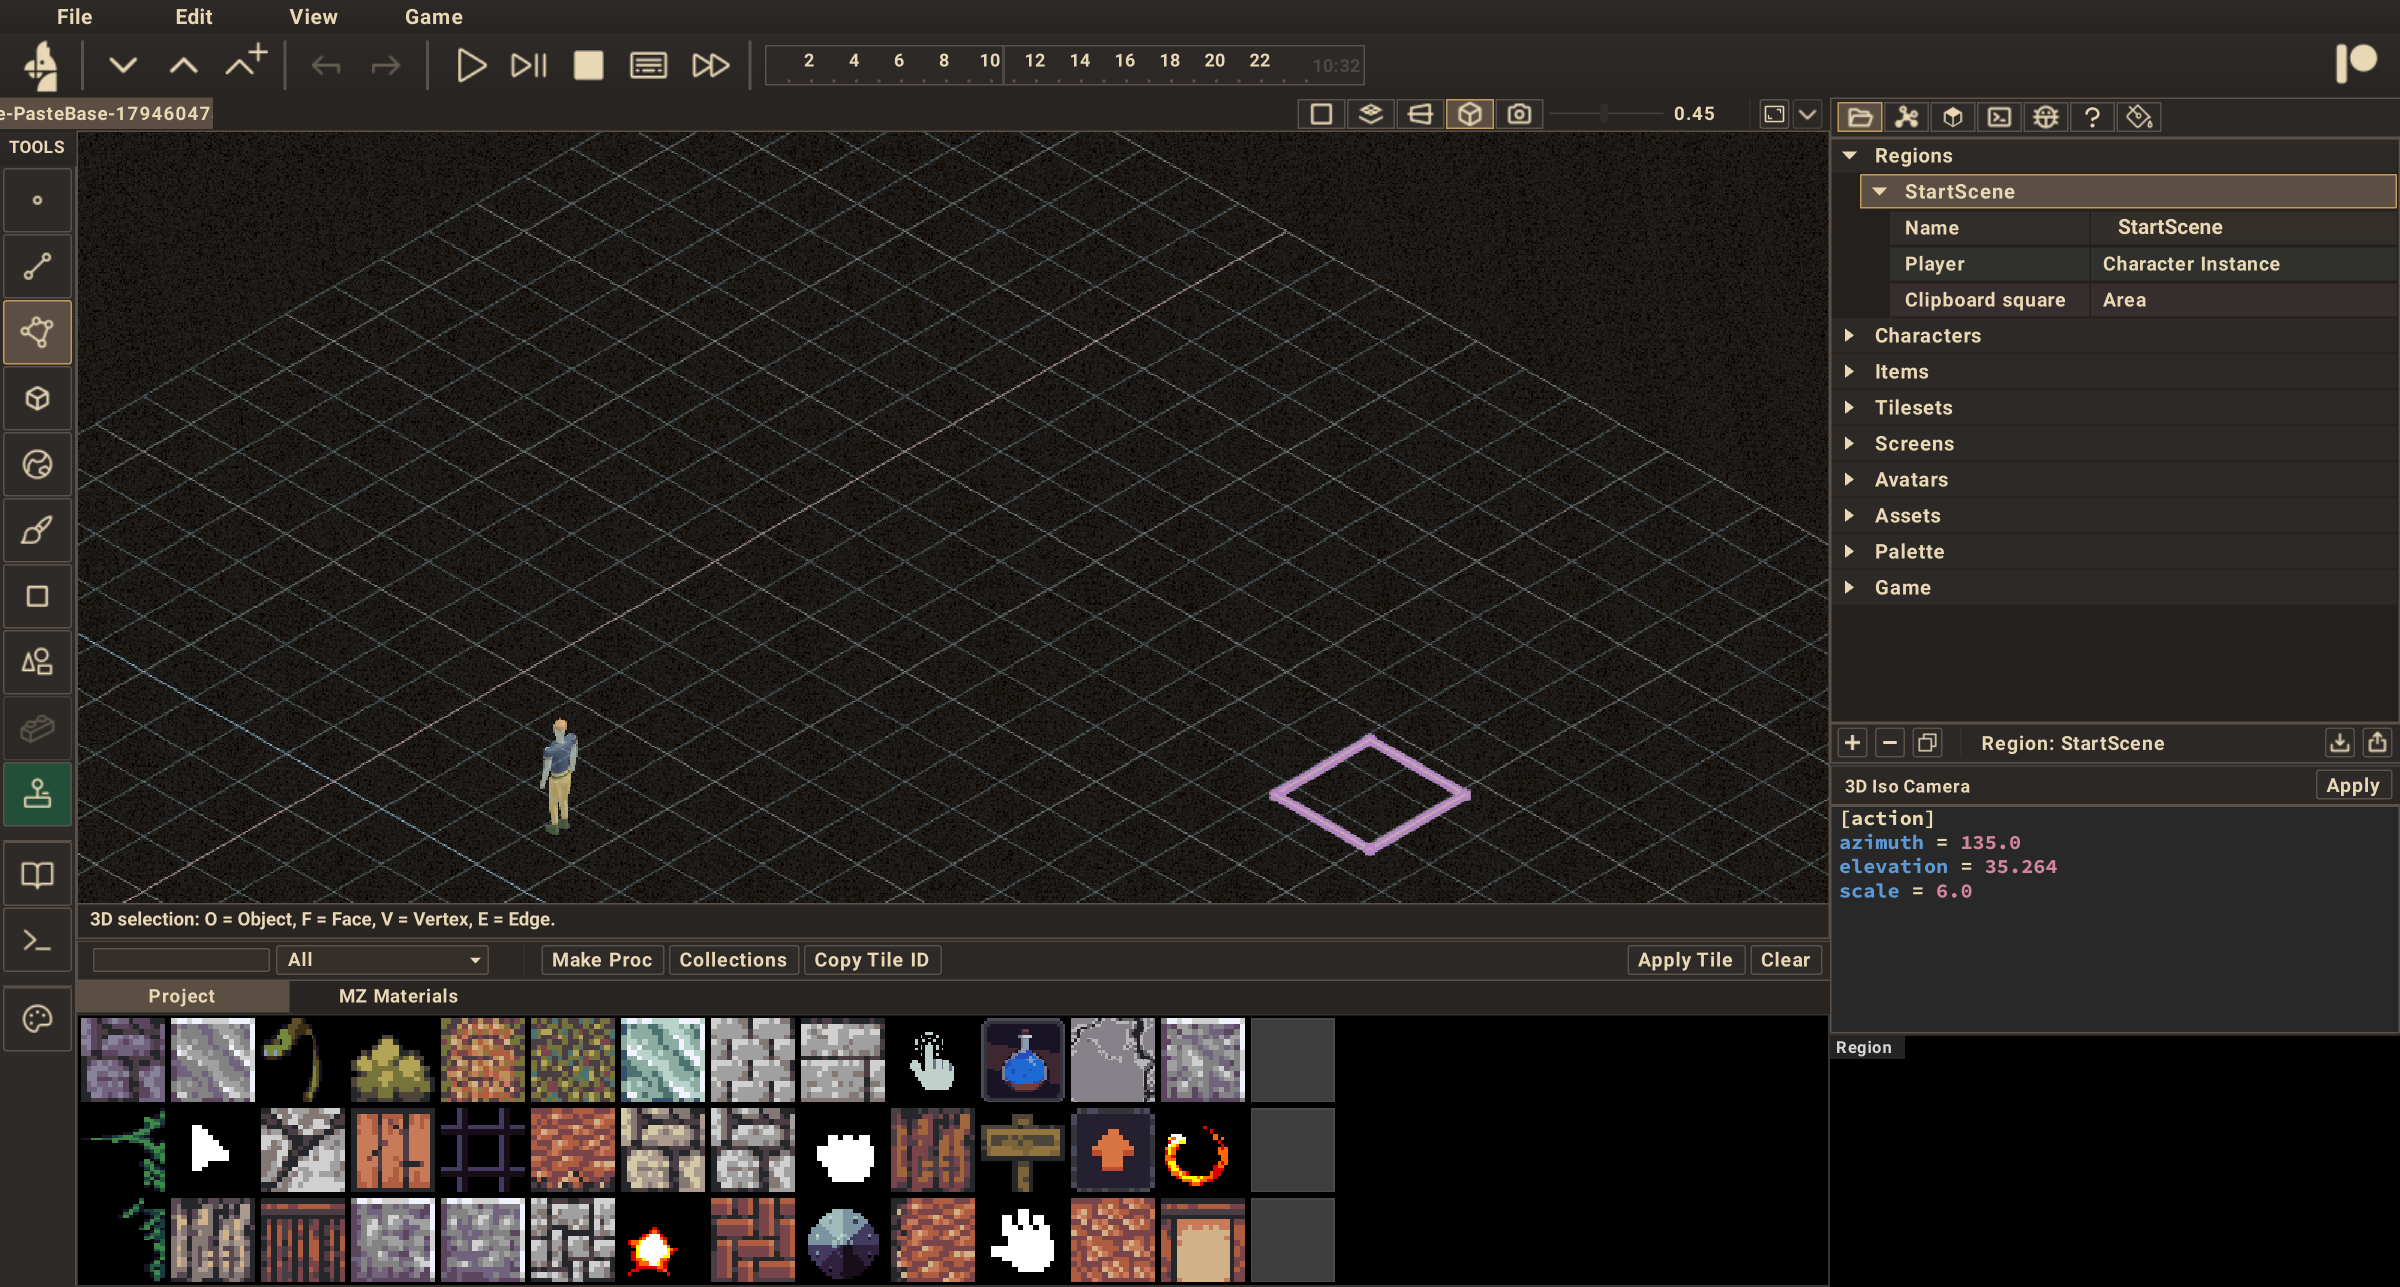 File Edit View Game
2 4 6 8 10 12 14 16 18 20 22 10:32
e-PasteBase-17946047
0.45
TOOLS
Regions
StartScene
Name StartScene
Player Character Instance
Clipboard square Area
Characters
Items
Tilesets
Screens
Avatars
Assets
Palette
Game
Region: StartScene
3D Iso Camera Apply
[action]
azimuth = 135.0
elevation = 35.264
scale = 6.0
3D selection: O = Object, F = Face, V = Vertex, E = Edge.
All Make Proc Collections Copy Tile ID Apply Tile Clear
Project MZ Materials
Region